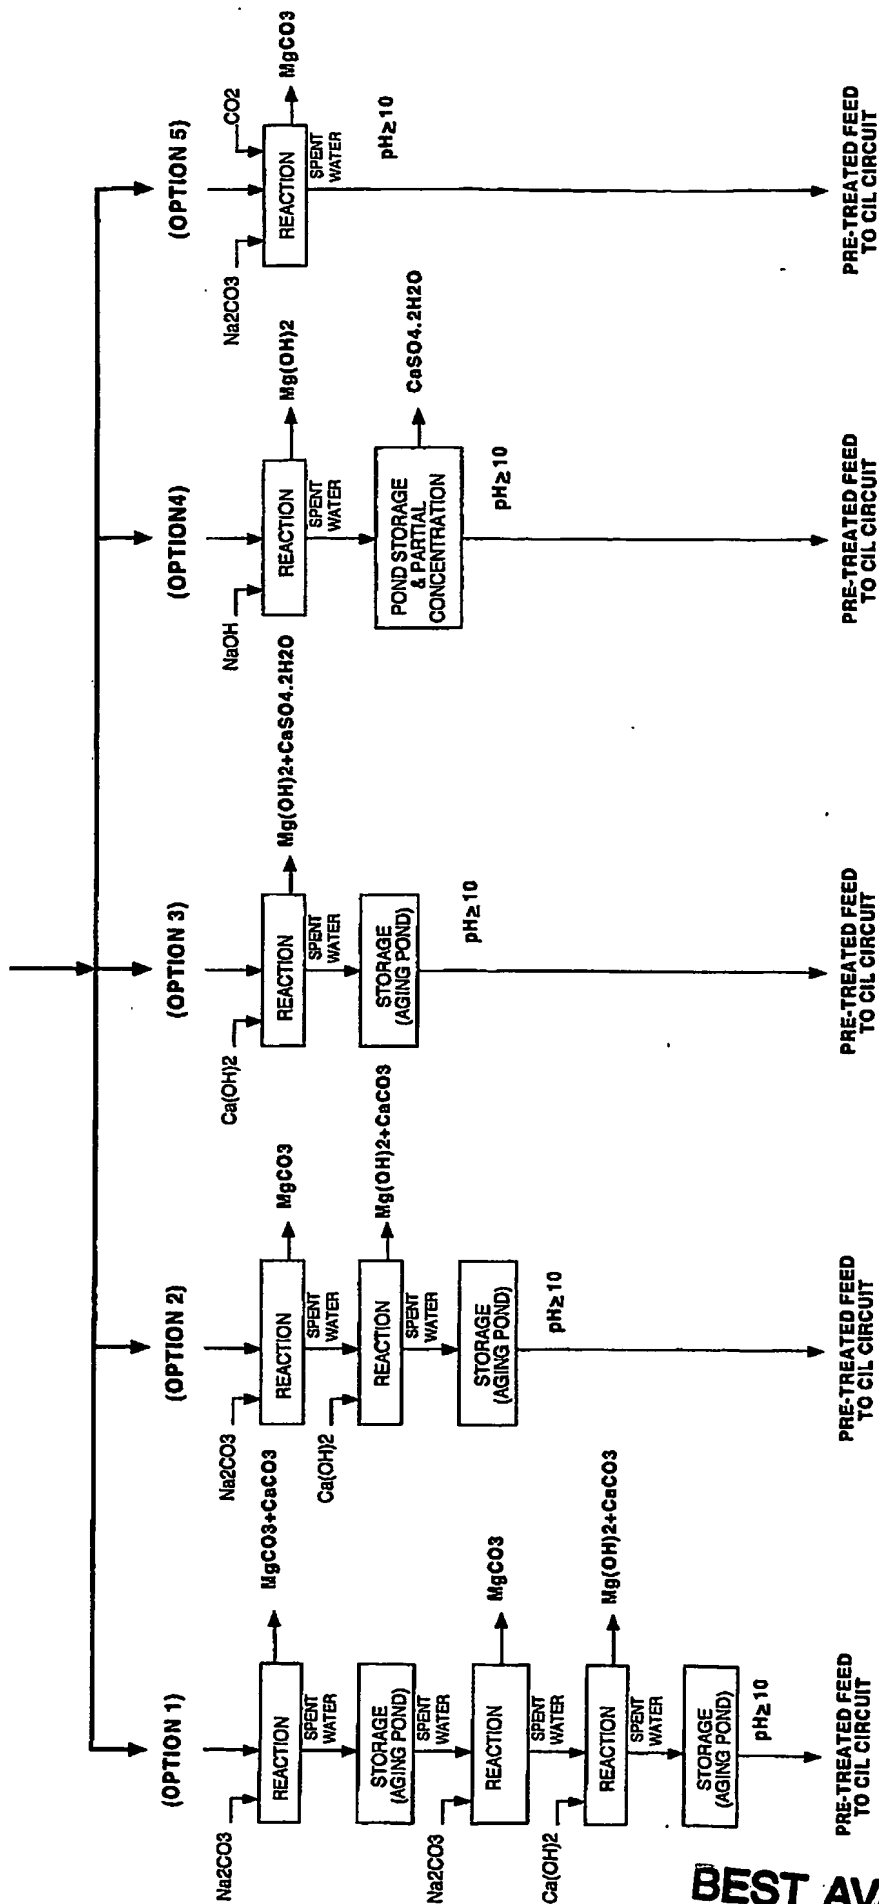 (OPTION 1)
Na2CO3
REACTION
MgCO3+CaCO3
SPENT
WATER
STORAGE
(AGING POND)
SPENT
WATER
Na2CO3
REACTION
MgCO3
SPENT
WATER
Ca(OH)2
REACTION
Mg(OH)2+CaCO3
SPENT
WATER
STORAGE
(AGING POND)
pH≥10
PRE-TREATED FEED
TO CIL CIRCUIT
(OPTION 2)
Na2CO3
REACTION
MgCO3
SPENT
WATER
Ca(OH)2
REACTION
Mg(OH)2+CaCO3
SPENT
WATER
STORAGE
(AGING POND)
pH≥10
PRE-TREATED FEED
TO CIL CIRCUIT
(OPTION 3)
Ca(OH)2
REACTION
Mg(OH)2+CaSO4.2H2O
SPENT
WATER
STORAGE
(AGING POND)
pH≥10
PRE-TREATED FEED
TO CIL CIRCUIT
(OPTION4)
NaOH
REACTION
Mg(OH)2
SPENT
WATER
POND STORAGE
& PARTIAL
CONCENTRATION
CaSO4.2H2O
pH≥10
PRE-TREATED FEED
TO CIL CIRCUIT
(OPTION 5)
Na2CO3
CO2
REACTION
MgCO3
SPENT
WATER
pH≥10
PRE-TREATED FEED
TO CIL CIRCUIT
BEST